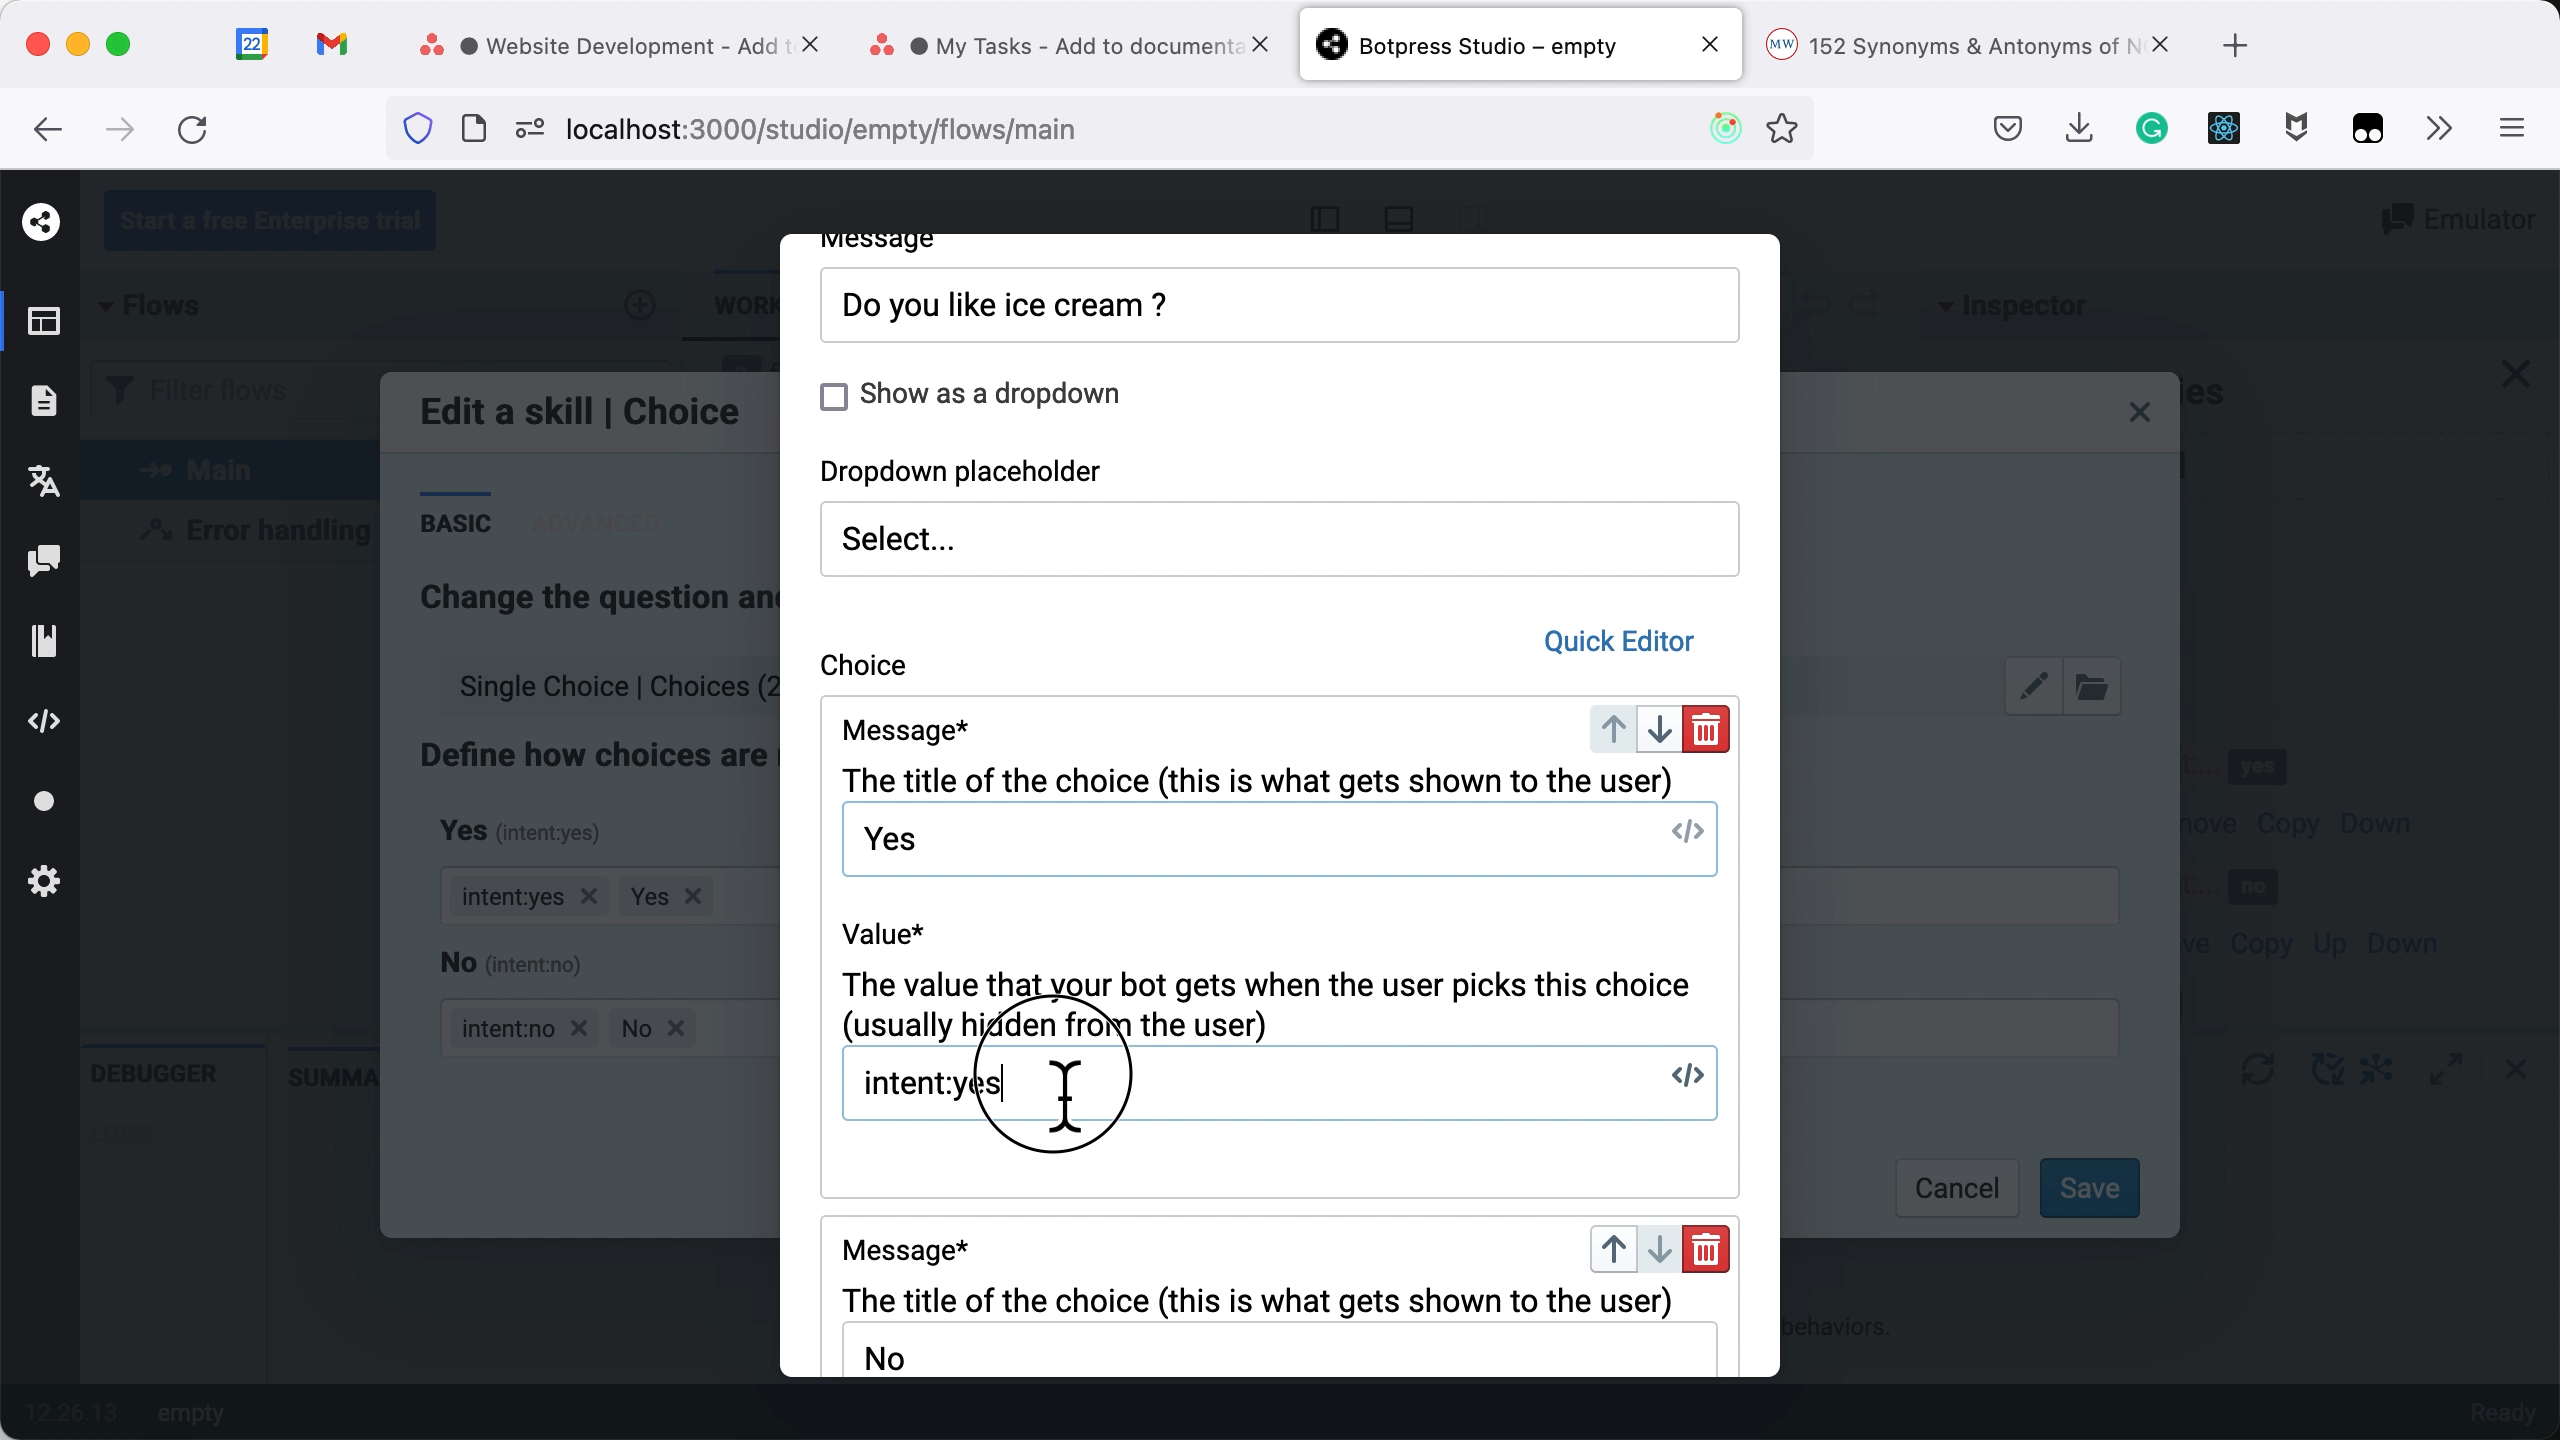 22
Website Development - Add t
My Tasks - Add to documenta
Botpress Studio – empty
MW
152 Synonyms & Antonyms of N
localhost:3000/studio/empty/flows/main
Start a free Enterprise trial
Emulator
Flows
WORK
Inspector
Filter flows
Main
Error handling
Edit a skill | Choice
BASIC
ADVANCED
Change the question an
Single Choice | Choices (2
Define how choices are
Yes (intent:yes)
intent:yes
Yes
No (intent:no)
intent:no
No
DEBUGGER
SUMMA
LOGS
Message
Do you like ice cream ?
Show as a dropdown
Dropdown placeholder
Select...
Quick Editor
Choice
Message*
The title of the choice (this is what gets shown to the user)
Yes
</>
Value*
The value that your bot gets when the user picks this choice
(usually hidden from the user)
intent:yes
</>
Message*
The title of the choice (this is what gets shown to the user)
No
ies
yes
nove Copy Down
no
ve Copy Up Down
Cancel
Save
behaviors.
12.26.13
empty
Ready